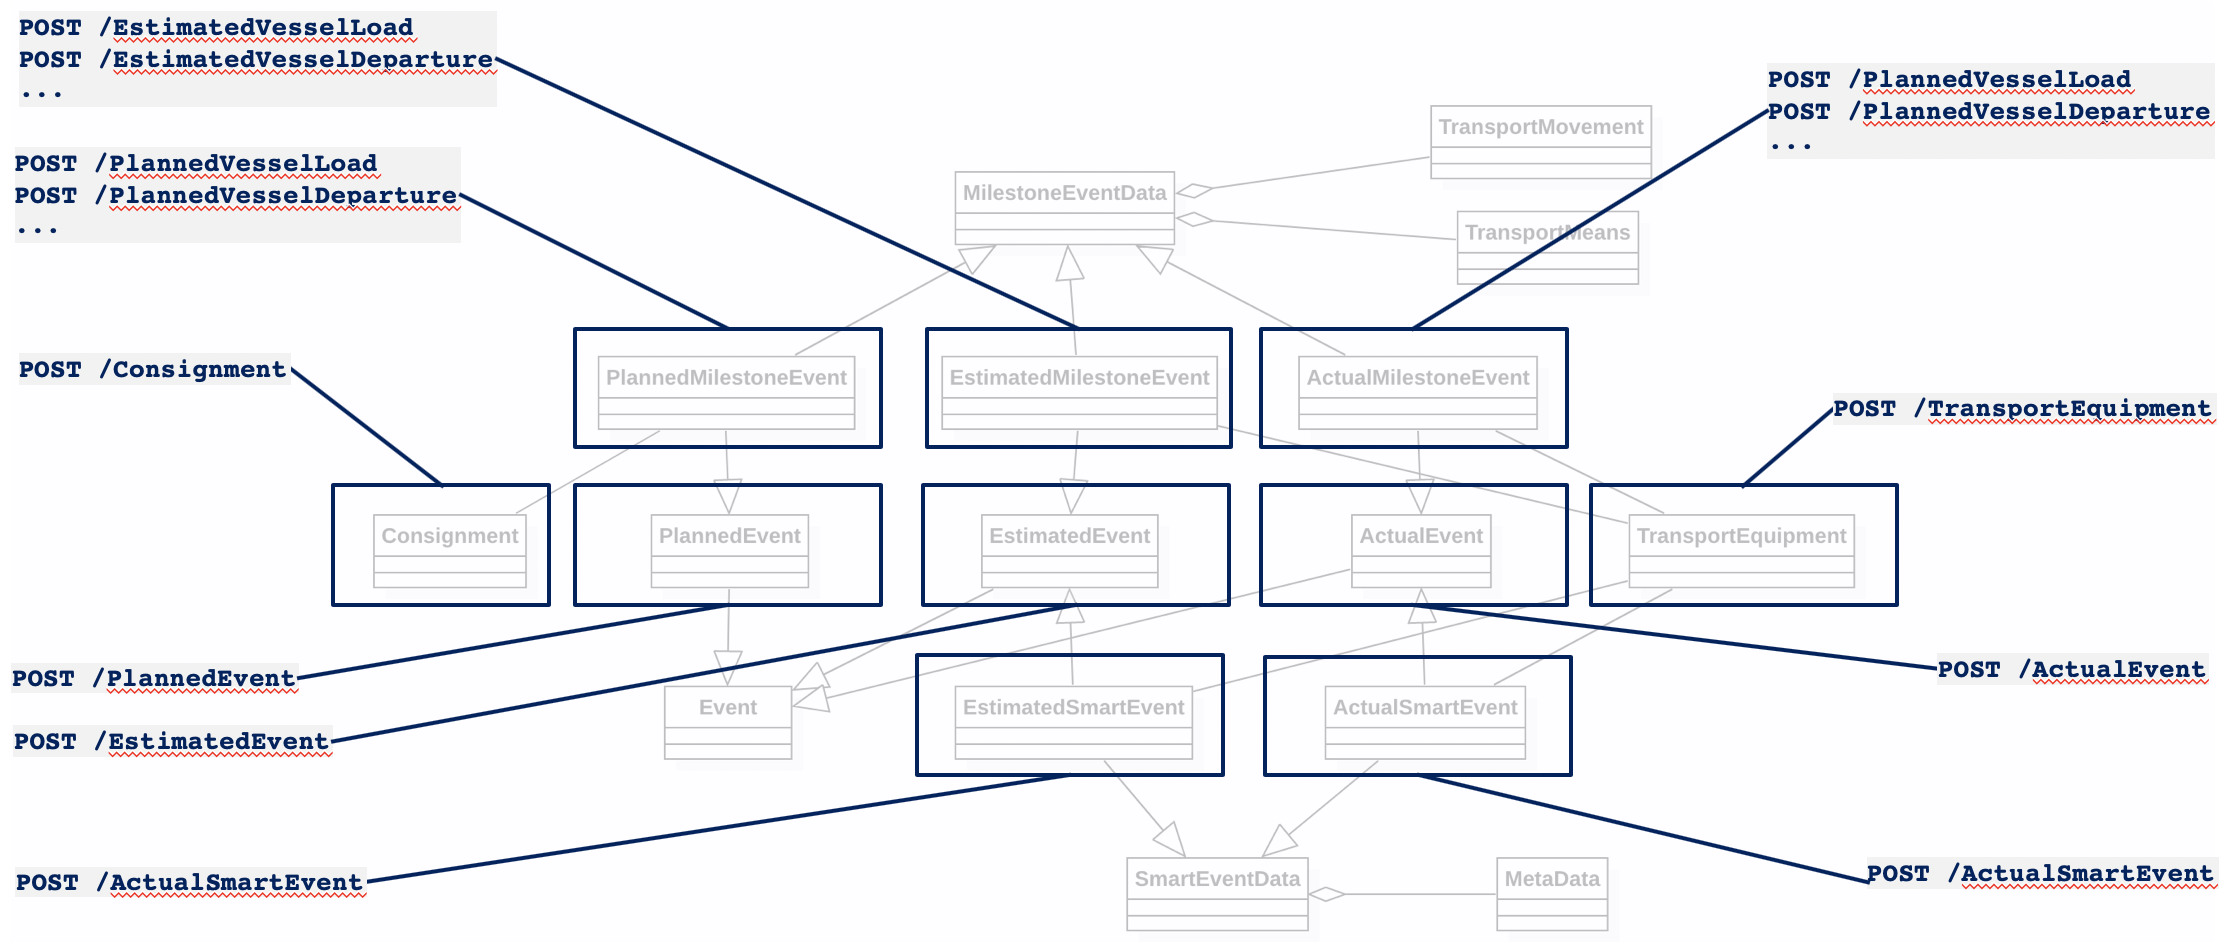 POST /EstimatedVesselLoad
POST /EstimatedVesselDeparture
...
POST /PlannedVesselLoad
POST /PlannedVesselDeparture
...
TransportMovement
POST /PlannedVesselLoad
POST /PlannedVesselDeparture
...
MilestoneEventData
TransportMeans
POST /Consignment
PlannedMilestoneEvent
EstimatedMilestoneEvent
ActualMilestoneEvent
POST /TransportEquipment
Consignment
PlannedEvent
EstimatedEvent
ActualEvent
TransportEquipment
POST /PlannedEvent
POST /ActualEvent
Event
EstimatedSmartEvent
ActualSmartEvent
POST /EstimatedEvent
POST /ActualSmartEvent
SmartEventData
MetaData
POST /ActualSmartEvent